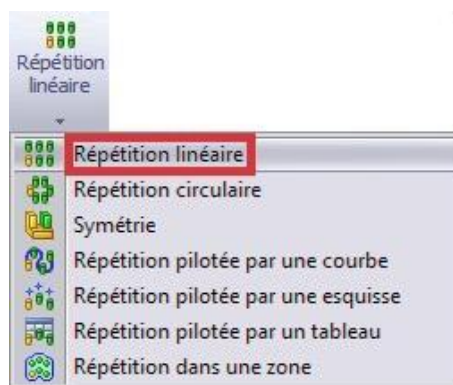 Répétition
linéaire
Répétition linéaire
Répétition circulaire
Symétrie
Répétition pilotée par une courbe
Répétition pilotée par une esquisse
Répétition pilotée par un tableau
Répétition dans une zone